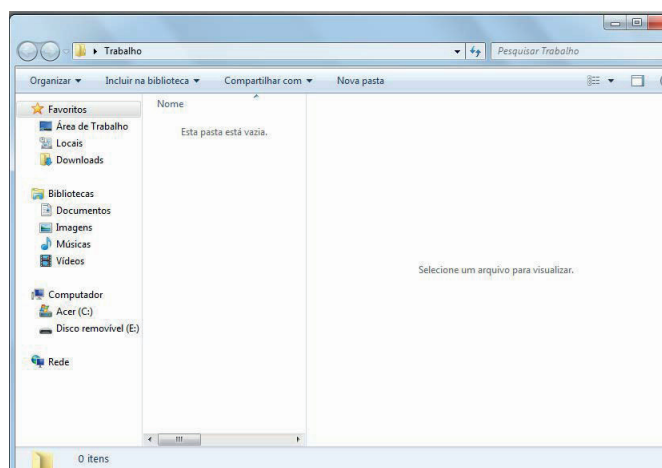 Trabalho
Pesquisar Trabalho
Organizar Incluir na biblioteca Compartilhar com Nova pasta
Favoritos
Área de Trabalho
Locais
Downloads
Bibliotecas
Documentos
Imagens
Músicas
Vídeos
Computador
Acer (C:)
Disco removível (E:)
Rede
Nome
Esta pasta está vazia.
Selecione um arquivo para visualizar.
0 itens